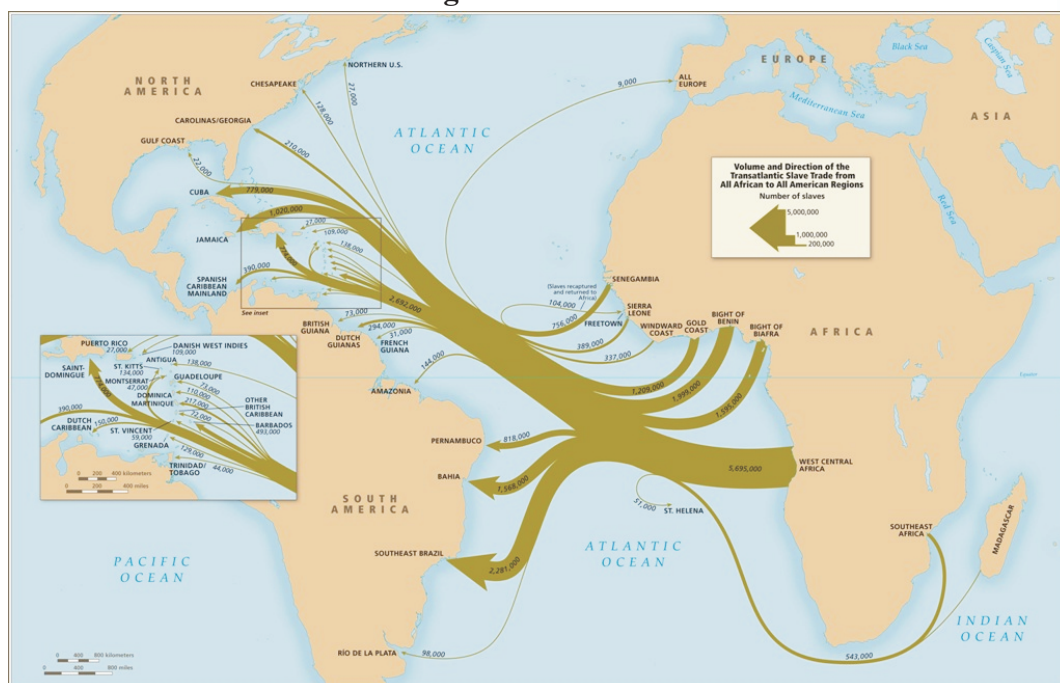 NORTH
AMERICA
NORTHERN U.S.
CHESAPEAKE
27,000
128,000
CAROLINAS/GEORGIA
210,000
GULF COAST
22,000
ATLANTIC
OCEAN
9,000
ALL
EUROPE
EUROPE
Black Sea
Caspian Sea
Mediterranean Sea
ASIA
Red Sea
Volume and Direction of the
Transatlantic Slave Trade from
All African to All American Regions
Number of slaves
5,000,000
1,000,000
200,000
CUBA
779,000
1,020,000
JAMAICA
27,000
109,000
138,000
774,000
SPANISH
CARIBBEAN
MAINLAND
390,000
See inset
2,692,000
BRITISH
GUIANA
73,000
DUTCH
GUIANAS
294,000
FRENCH
GUIANA
31,000
144,000
AMAZONIA
(Slaves recaptured
and returned to
Africa)
104,000
SENEGAMBIA
756,000
SIERRA
LEONE
FREETOWN
389,000
WINDWARD
COAST
337,000
GOLD
COAST
1,209,000
BIGHT OF
BENIN
1,999,000
BIGHT OF
BIAFRA
1,595,000
AFRICA
Equator
PUERTO RICO
27,000
DANISH WEST INDIES
109,000
SAINT-
DOMINGUE
774,000
ANTIGUA
138,000
ST. KITTS
134,000
MONTSERRAT
47,000
GUADELOUPE
73,000
DOMINICA
110,000
MARTINIQUE
217,000
OTHER
BRITISH
CARIBBEAN
72,000
BARBADOS
493,000
390,000
DUTCH
CARIBBEAN
150,000
ST. VINCENT
59,000
GRENADA
129,000
TRINIDAD/
TOBAGO
44,000
0 200 400 kilometers
0 200 400 miles
PERNAMBUCO
818,000
BAHIA
1,568,000
SOUTH
AMERICA
SOUTHEAST BRAZIL
2,281,000
RÍO DE LA PLATA
98,000
5,695,000
WEST CENTRAL
AFRICA
51,000
ST. HELENA
SOUTHEAST
AFRICA
MADAGASCAR
543,000
PACIFIC
OCEAN
ATLANTIC
OCEAN
INDIAN
OCEAN
0 400 800 kilometers
0 400 800 miles